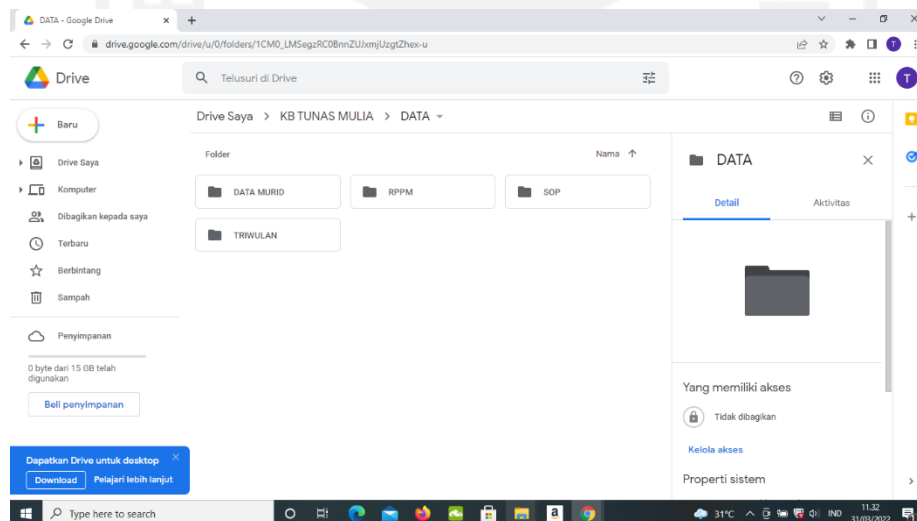 DATA - Google Drive
drive.google.com/drive/u/0/folders/1CM0_LMSegzRC0BnnZUJxmjUzgtZhex-u
T
Drive
Telusuri di Drive
T
Baru
Drive Saya > KB TUNAS MULIA > DATA
Folder
Nama
DATA
Drive Saya
Komputer
DATA MURID
RPPM
SOP
Detail
Aktivitas
Dibagikan kepada saya
Terbaru
TRIWULAN
Berbintang
Sampah
Penyimpanan
0 byte dari 15 GB telah
digunakan
Beli penyimpanan
Yang memiliki akses
Tidak dibagikan
Kelola akses
Properti sistem
Dapatkan Drive untuk desktop
Download Pelajari lebih lanjut
Type here to search
a
31°C
IND
11.32
31/03/2022